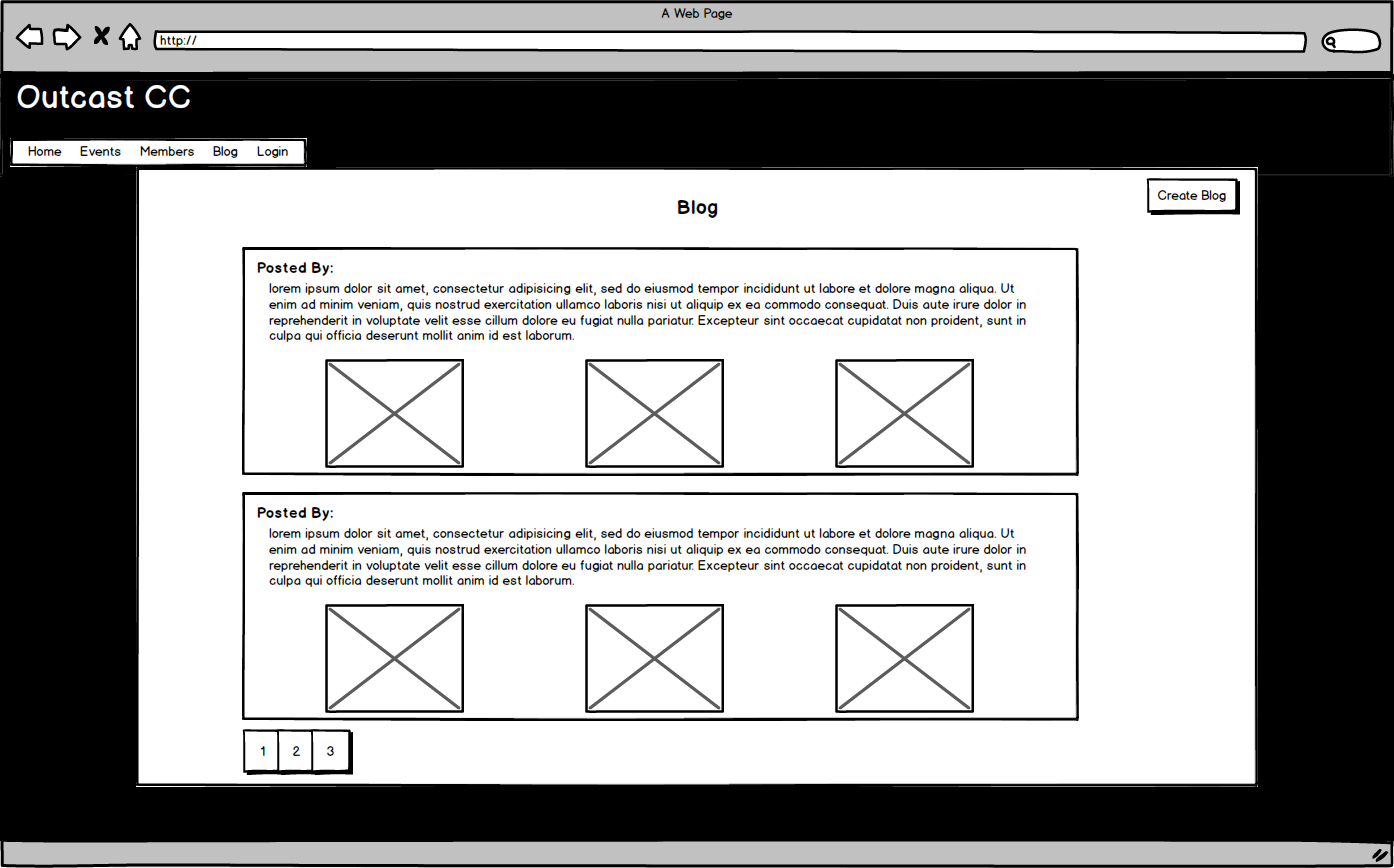 A Web Page
http://
Outcast CC
Home Events Members Blog Login
Create Blog
Blog
Posted By:
lorem ipsum dolor sit amet, consectetur adipisicing elit, sed do eiusmod tempor incididunt ut labore et dolore magna aliqua. Ut
enim ad minim veniam, quis nostrud exercitation ullamco laboris nisi ut aliquip ex ea commodo consequat. Duis aute irure dolor in
reprehenderit in voluptate velit esse cillum dolore eu fugiat nulla pariatur. Excepteur sint occaecat cupidatat non proident, sunt in
culpa qui officia deserunt mollit anim id est laborum.
Posted By:
lorem ipsum dolor sit amet, consectetur adipisicing elit, sed do eiusmod tempor incididunt ut labore et dolore magna aliqua. Ut
enim ad minim veniam, quis nostrud exercitation ullamco laboris nisi ut aliquip ex ea commodo consequat. Duis aute irure dolor in
reprehenderit in voluptate velit esse cillum dolore eu fugiat nulla pariatur. Excepteur sint occaecat cupidatat non proident, sunt in
culpa qui officia deserunt mollit anim id est laborum.
1 2 3